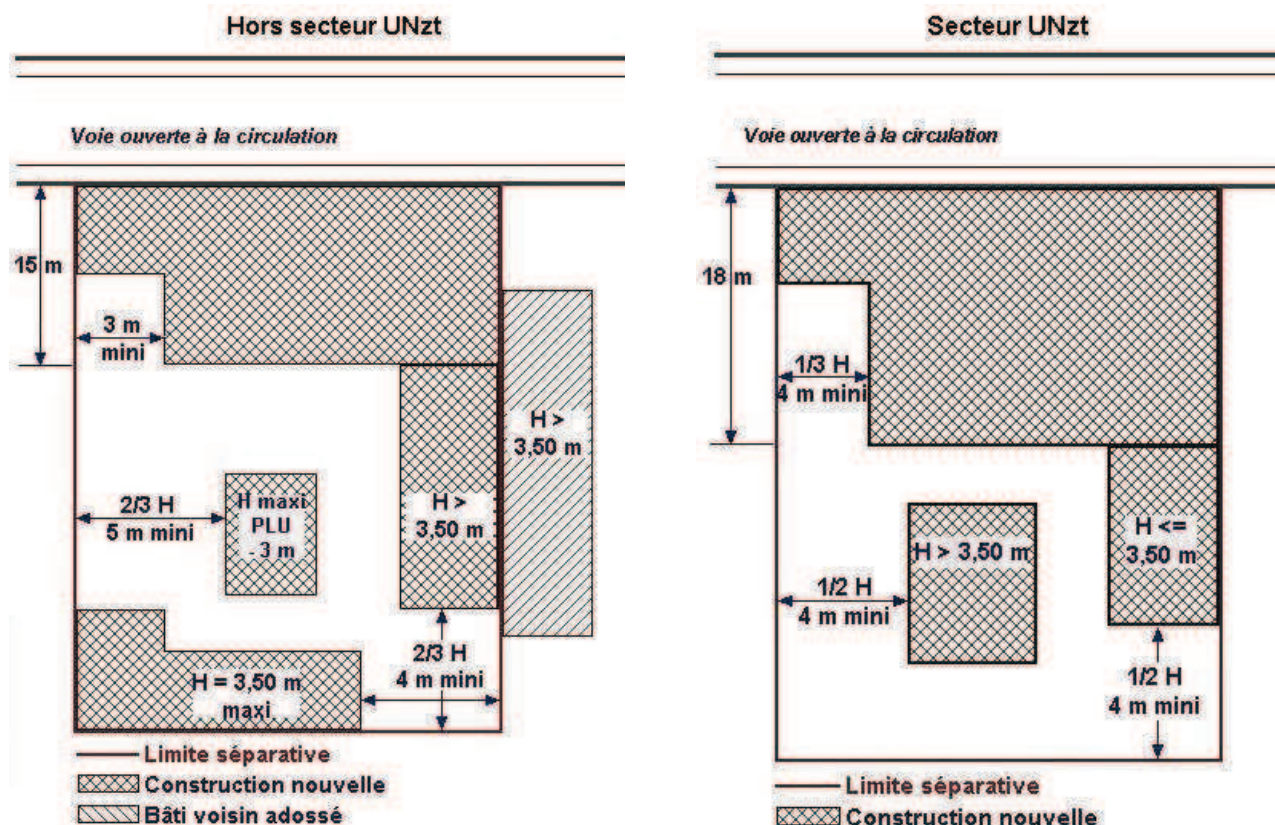 Hors secteur UNzt
Voie ouverte à la circulation
15 m
3 m
mini
H >
3,50 m
2/3 H
5 m mini
H maxi
PLU
- 3 m
H >
3,50 m
2/3 H
4 m mini
H = 3,50 m
maxi
Limite séparative
Construction nouvelle
Bâti voisin adossé
Secteur UNzt
Voie ouverte à la circulation
18 m
1/3 H
4 m mini
H > 3,50 m
H <=
3,50 m
1/2 H
4 m mini
1/2 H
4 m mini
Limite séparative
Construction nouvelle